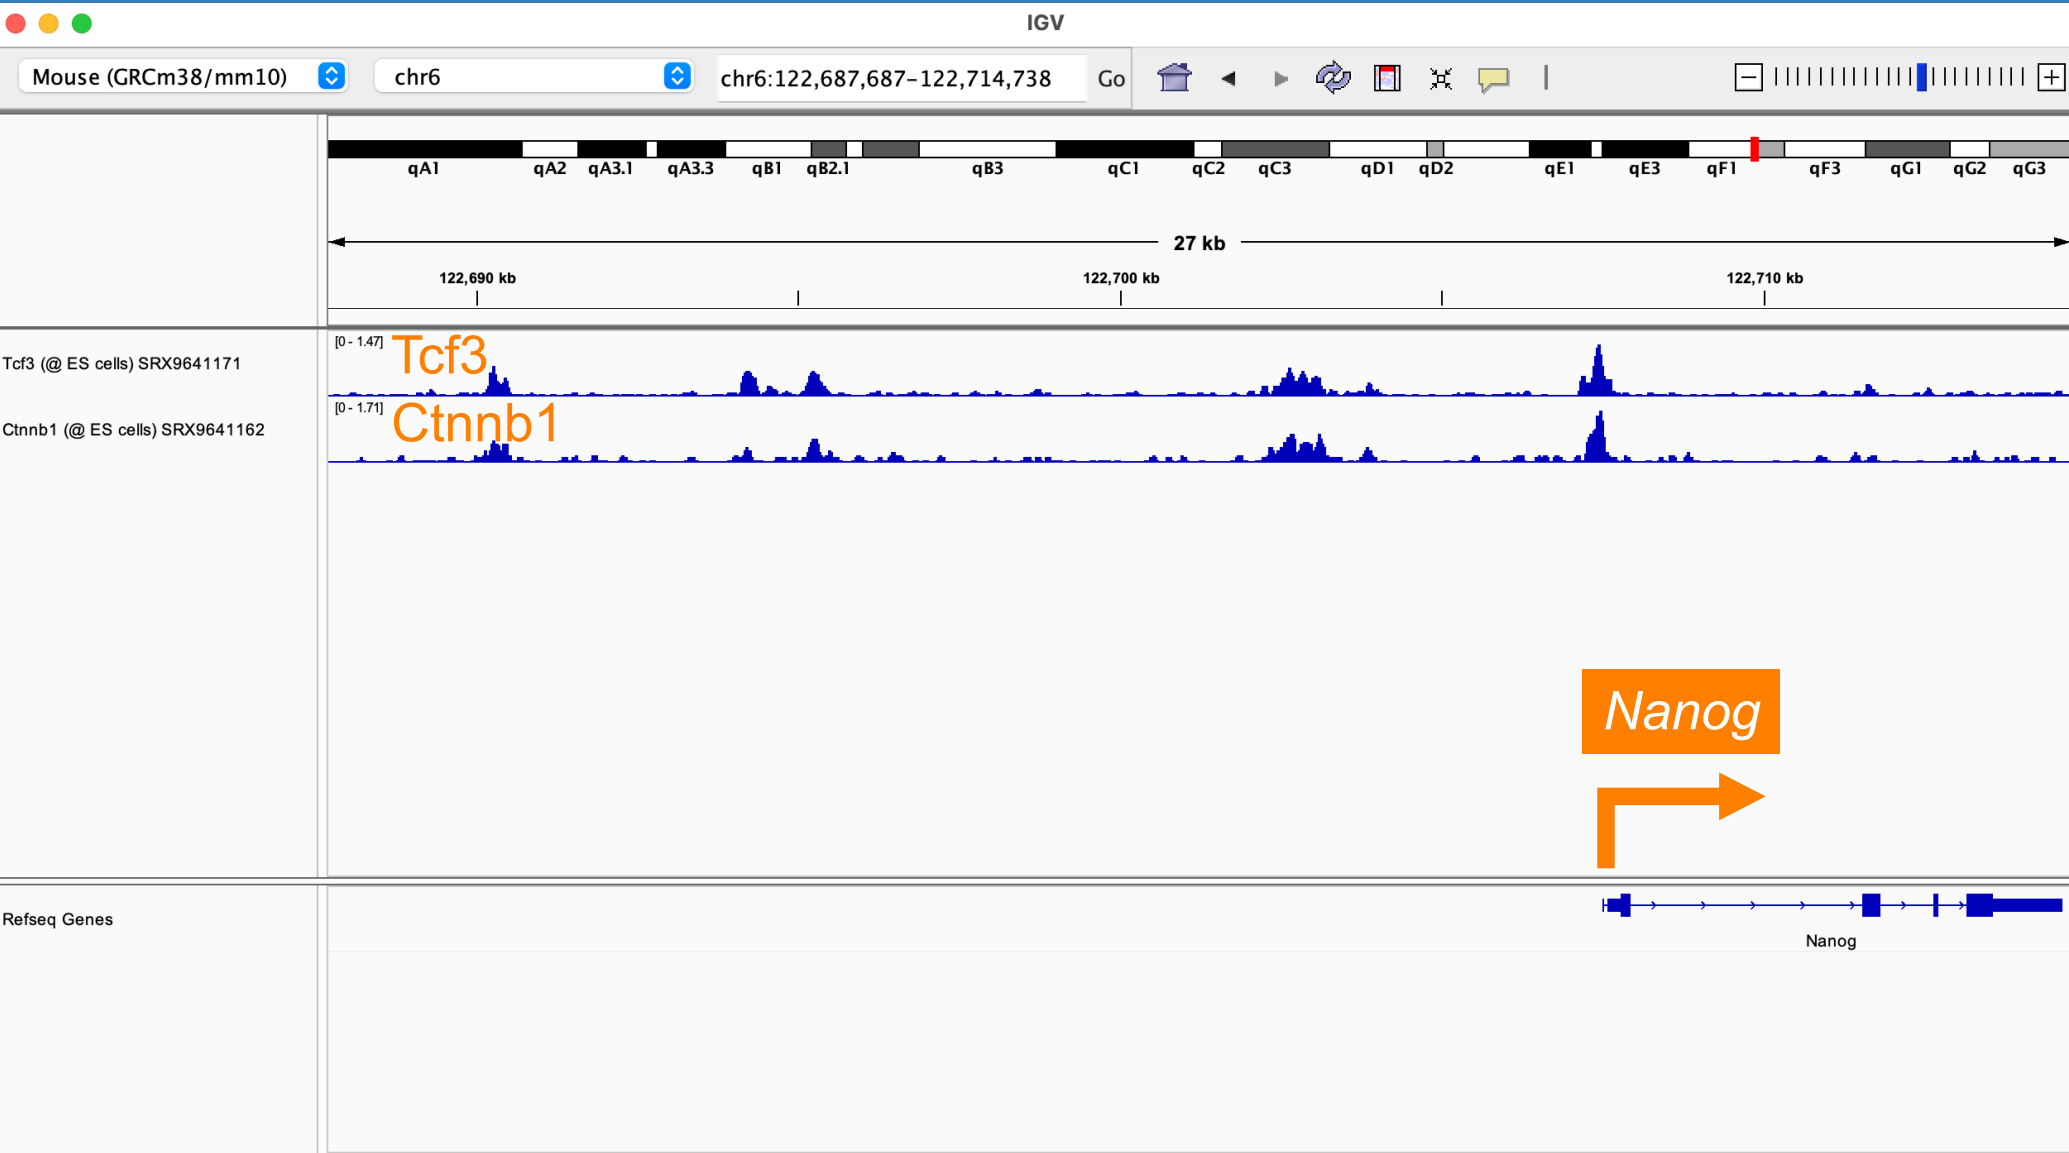 IGV
Mouse (GRCm38/mm10) chr6 chr6:122,687,687-122,714,738 Go
qA1 qA2 qA3.1 qA3.3 qB1 qB2.1 qB3 qC1 qC2 qC3 qD1 qD2 qE1 qE3 qF1 qF3 qG1 qG2 qG3
27 kb
122,690 kb 122,700 kb 122,710 kb
[0 - 1.47] Tcf3
Tcf3 (@ ES cells) SRX9641171
[0 - 1.71] Ctnnb1
Ctnnb1 (@ ES cells) SRX9641162
Nanog
Refseq Genes
Nanog